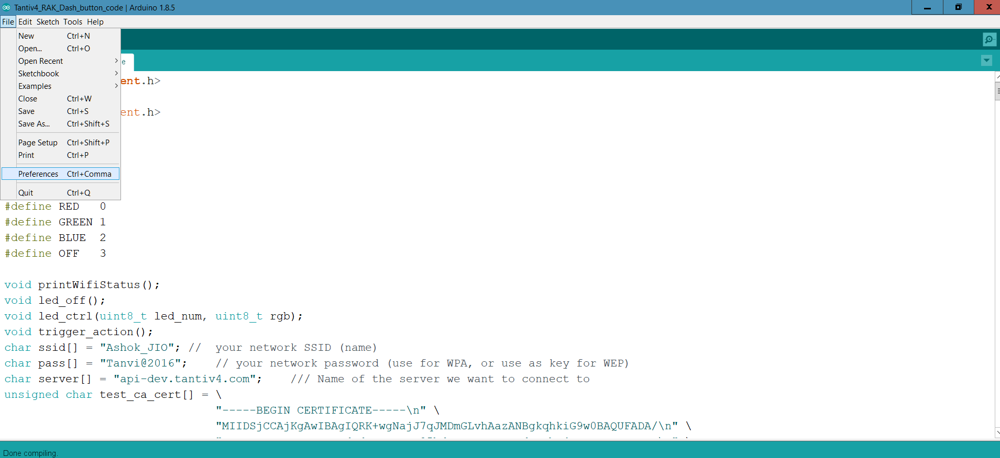 Tantiv4_RAK_Dash_button_code | Arduino 1.8.5
File Edit Sketch Tools Help
New Ctrl+N
Open... Ctrl+O
Open Recent
Sketchbook
Examples
Close Ctrl+W
Save Ctrl+S
Save As... Ctrl+Shift+S
Page Setup Ctrl+Shift+P
Print Ctrl+P
Preferences Ctrl+Comma
Quit Ctrl+Q
e
ent.h>
ent.h>
#define RED 0
#define GREEN 1
#define BLUE 2
#define OFF 3
void printWifiStatus();
void led_off();
void led_ctrl(uint8_t led_num, uint8_t rgb);
void trigger_action();
char ssid[] = "Ashok_JIO"; // your network SSID (name)
char pass[] = "Tanvi@2016"; // your network password (use for WPA, or use as key for WEP)
char server[] = "api-dev.tantiv4.com"; /// Name of the server we want to connect to
unsigned char test_ca_cert[] = \
"-----BEGIN CERTIFICATE-----\n" \
"MIIDSjCCAjKgAwIBAgIQRK+wgNajJ7qJMDmGLvhAazANBgkqhkiG9w0BAQUFADA/\n" \
Done compiling.